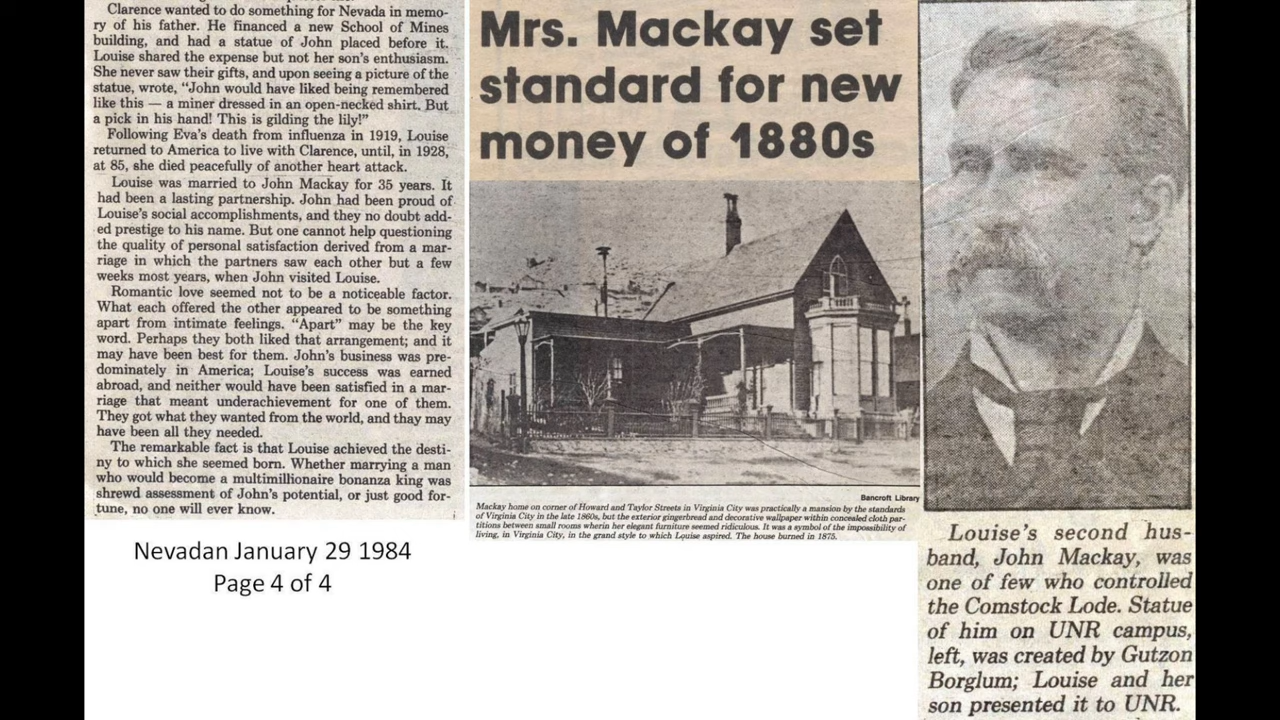 Clarence wanted to do something for Nevada in memo-
ry of his father. He financed a new School of Mines
building, and had a statue of John placed before it.
Louise shared the expense but not her son's enthusiasm.
She never saw their gifts, and upon seeing a picture of the
statue, wrote, "John would have liked being remembered
like this — a miner dressed in an open-necked shirt. But
a pick in his hand! This is gilding the lily!"
Following Eva's death from influenza in 1919, Louise
returned to America to live with Clarence, until, in 1928,
at 85, she died peacefully of another heart attack.
Louise was married to John Mackay for 35 years. It
had been a lasting partnership. John had been proud of
Louise's social accomplishments, and they no doubt add-
ed prestige to his name. But one cannot help questioning
the quality of personal satisfaction derived from a mar-
riage in which the partners saw each other but a few
weeks most years, when John visited Louise.
Romantic love seemed not to be a noticeable factor.
What each offered the other appeared to be something
apart from intimate feelings. "Apart" may be the key
word. Perhaps they both liked that arrangement; and it
may have been best for them. John's business was pre-
dominately in America; Louise's success was earned
abroad, and neither would have been satisfied in a mar-
riage that meant underachievement for one of them.
They got what they wanted from the world, and thay may
have been all they needed.
The remarkable fact is that Louise achieved the desti-
ny to which she seemed born. Whether marrying a man
who would become a multimillionaire bonanza king was
shrewd assessment of John's potential, or just good for-
tune, no one will ever know.
Nevadan January 29 1984
Page 4 of 4
Mrs. Mackay set
standard for new
money of 1880s
Bancroft Library
Mackay home on corner of Howard and Taylor Streets in Virginia City was practically a mansion by the standards
of Virginia City in the late 1860s, but the exterior gingerbread and decorative wallpaper within concealed cloth par-
titions between small rooms wherin her elegant furniture seemed ridiculous. It was a symbol of the impossibility of
living, in Virginia City, in the grand style to which Louise aspired. The house burned in 1875.
Louise's second hus-
band, John Mackay, was
one of few who controlled
the Comstock Lode. Statue
of him on UNR campus,
left, was created by Gutzon
Borglum; Louise and her
son presented it to UNR.